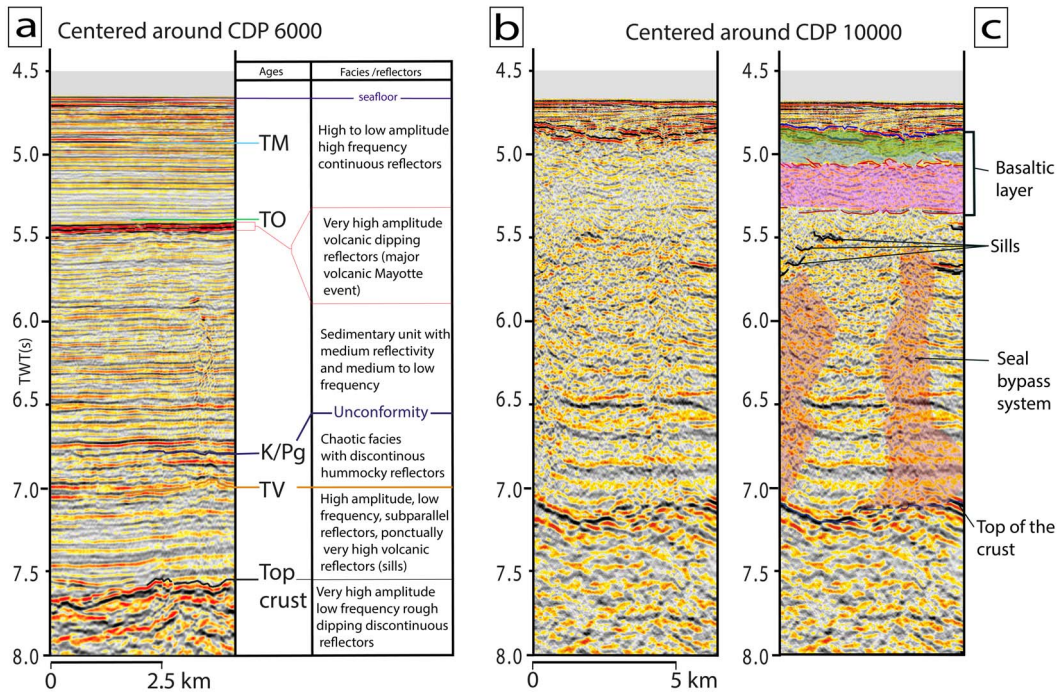 a
Centered around CDP 6000
b
Centered around CDP 10000
c
4.5
5.0
5.5
6.0
TWT(s)
6.5
7.0
7.5
8.0
0
2.5 km
Ages
Facies /reflectors
seafloor
TM
High to low amplitude
high frequency
continuous reflectors
TO
Very high amplitude
volcanic dipping
reflectors (major
volcanic Mayotte
event)
Sedimentary unit with
medium reflectivity
and medium to low
frequency
Unconformity
K/Pg
Chaotic facies
with discontinous
hummocky reflectors
TV
High amplitude, low
frequency, subparallel
reflectors, ponctually
very high volcanic
reflectors (sills)
Top
crust
Very high amplitude
low frequency rough
dipping discontinuous
reflectors
4.5
5.0
5.5
6.0
6.5
7.0
7.5
8.0
0
5 km
4.5
5.0
5.5
6.0
6.5
7.0
7.5
8.0
Basaltic
layer
Sills
Seal
bypass
system
Top of the
crust